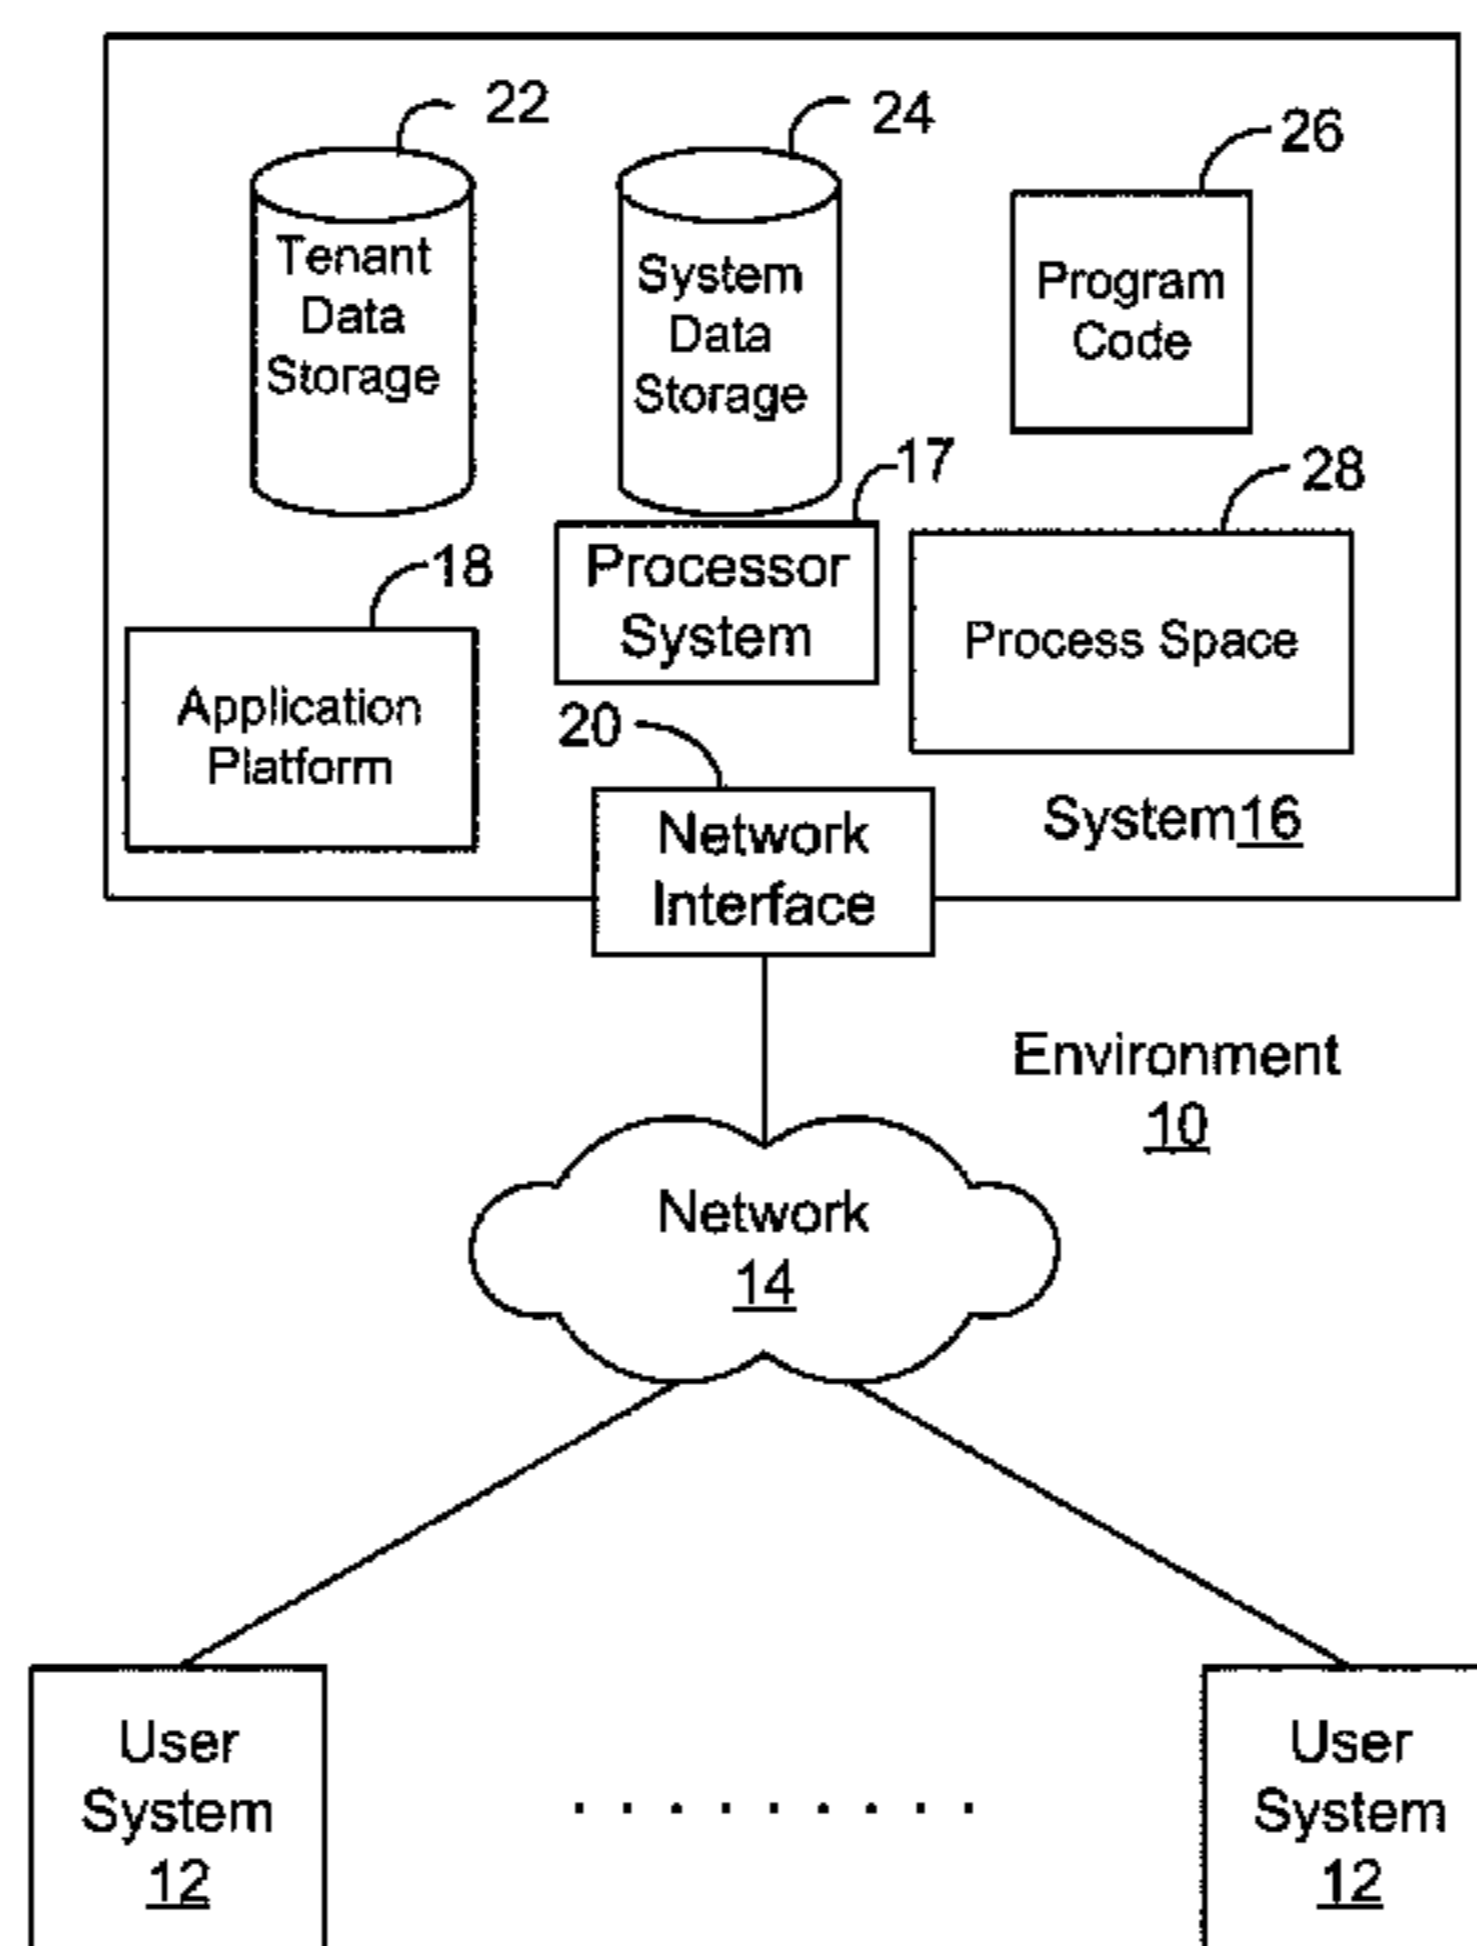 22
24
26
Tenant
Data
Storage
System
Data
Storage
Program
Code
17
28
18
Processor
System
Process Space
Application
Platform
20
Network
Interface
System16
Environment
10
Network
14
User
System
12
. . . . . . . . .
User
System
12